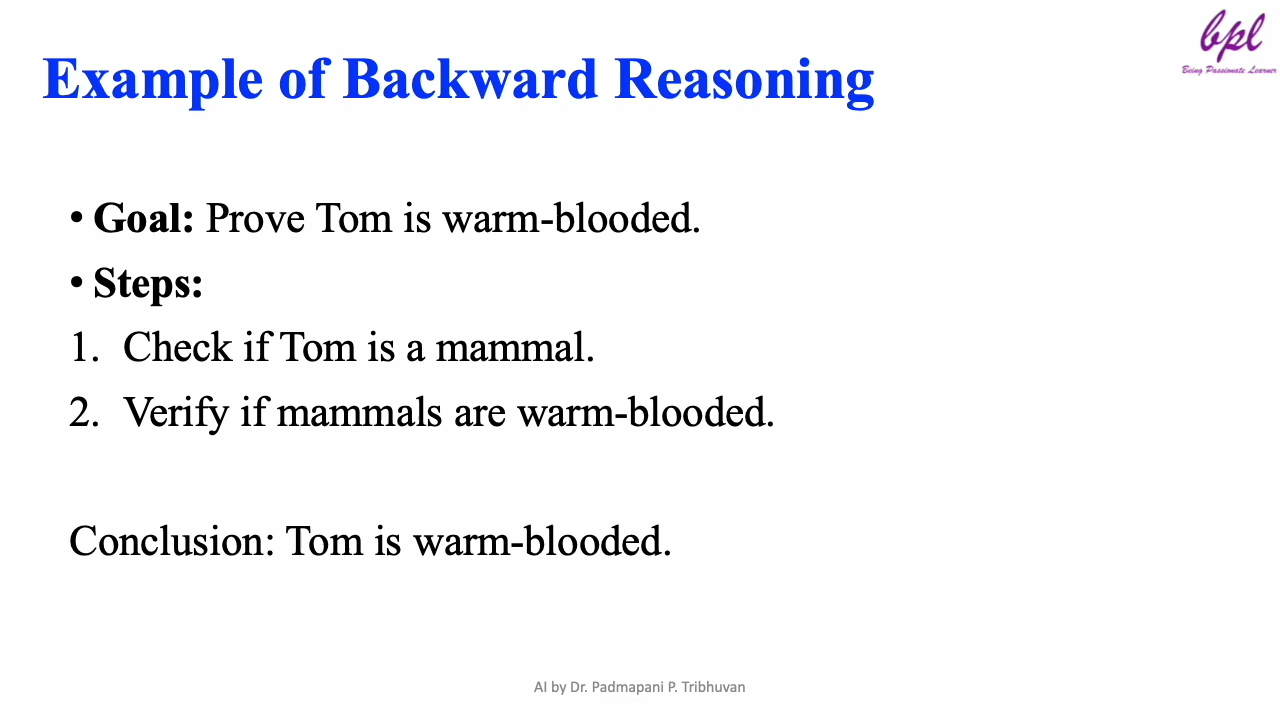 bpl
Being Passionate Learner
Example of Backward Reasoning
• Goal: Prove Tom is warm-blooded.
• Steps:
1. Check if Tom is a mammal.
2. Verify if mammals are warm-blooded.
Conclusion: Tom is warm-blooded.
AI by Dr. Padmapani P. Tribhuvan